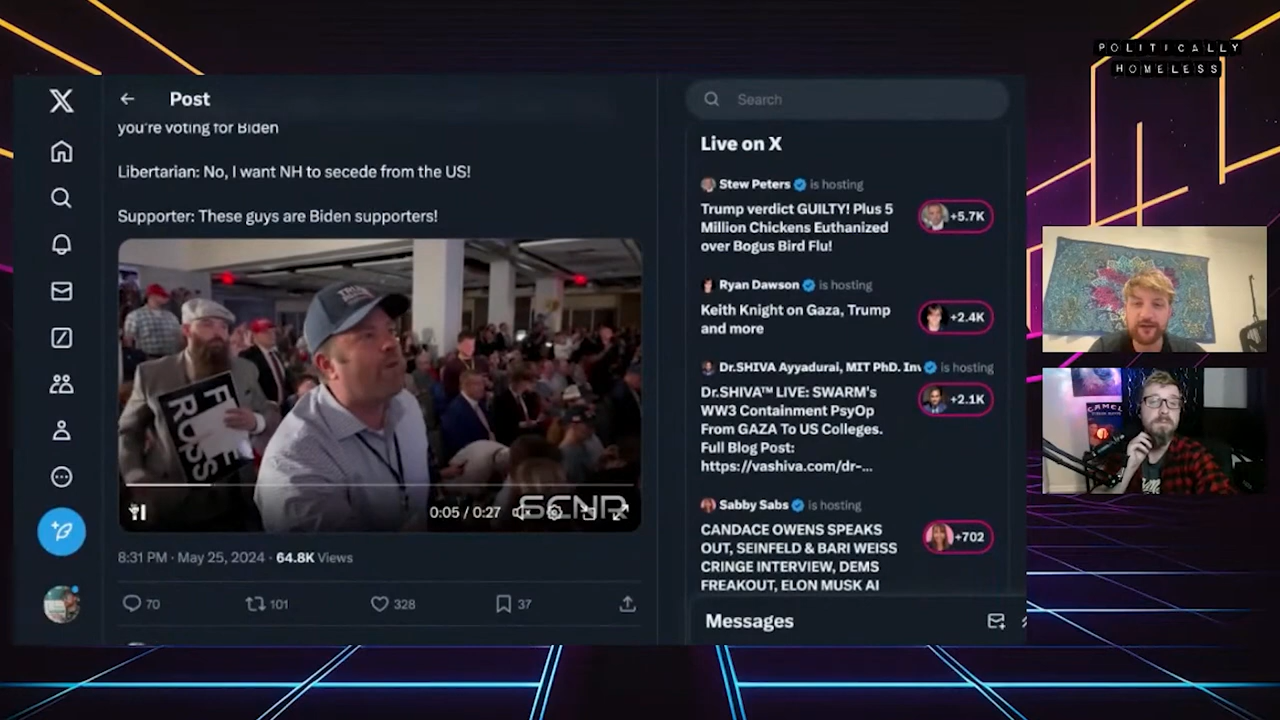 POLITICALLY
HOMELESS
Post
you're voting for Biden
Libertarian: No, I want NH to secede from the US!
Supporter: These guys are Biden supporters!
0:05 / 0:27
SCNR
8:31 PM · May 25, 2024 · 64.8K Views
70
101
328
37
Search
Live on X
Stew Peters is hosting
Trump verdict GUILTY! Plus 5
Million Chickens Euthanized
over Bogus Bird Flu!
+5.7K
Ryan Dawson is hosting
Keith Knight on Gaza, Trump
and more
+2.4K
Dr.SHIVA Ayyadurai, MIT PhD. Inv is hosting
Dr.SHIVA™ LIVE: SWARM's
WW3 Containment PsyOp
From GAZA To US Colleges.
Full Blog Post:
https://vashiva.com/dr-...
+2.1K
Sabby Sabs is hosting
CANDACE OWENS SPEAKS
OUT, SEINFELD & BARI WEISS
CRINGE INTERVIEW, DEMS
FREAKOUT, ELON MUSK AI
+702
Messages
CAMEL